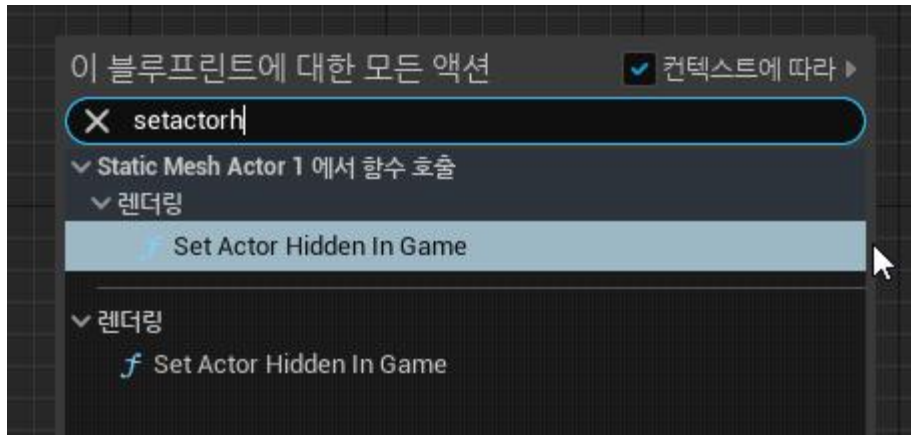 이 블루프린트에 대한 모든 액션 컨텍스트에 따라
setactorh
Static Mesh Actor 1 에서 함수 호출
렌더링
f Set Actor Hidden In Game
렌더링
f Set Actor Hidden In Game